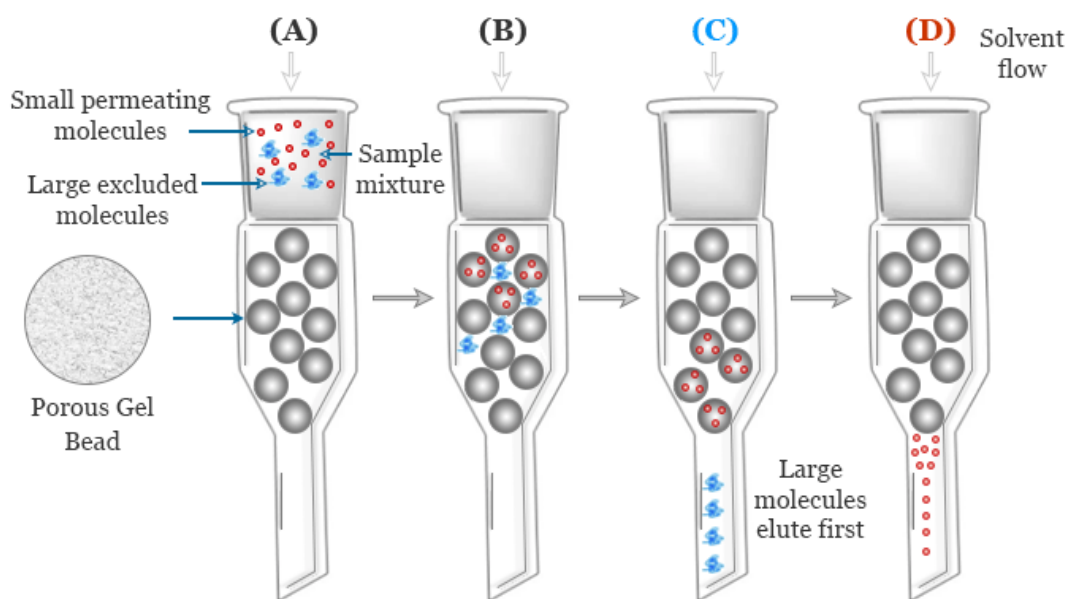 (A)
(B)
(C)
(D)
Solvent
flow
Small permeating
molecules
Sample
mixture
Large excluded
molecules
Porous Gel
Bead
Large
molecules
elute first